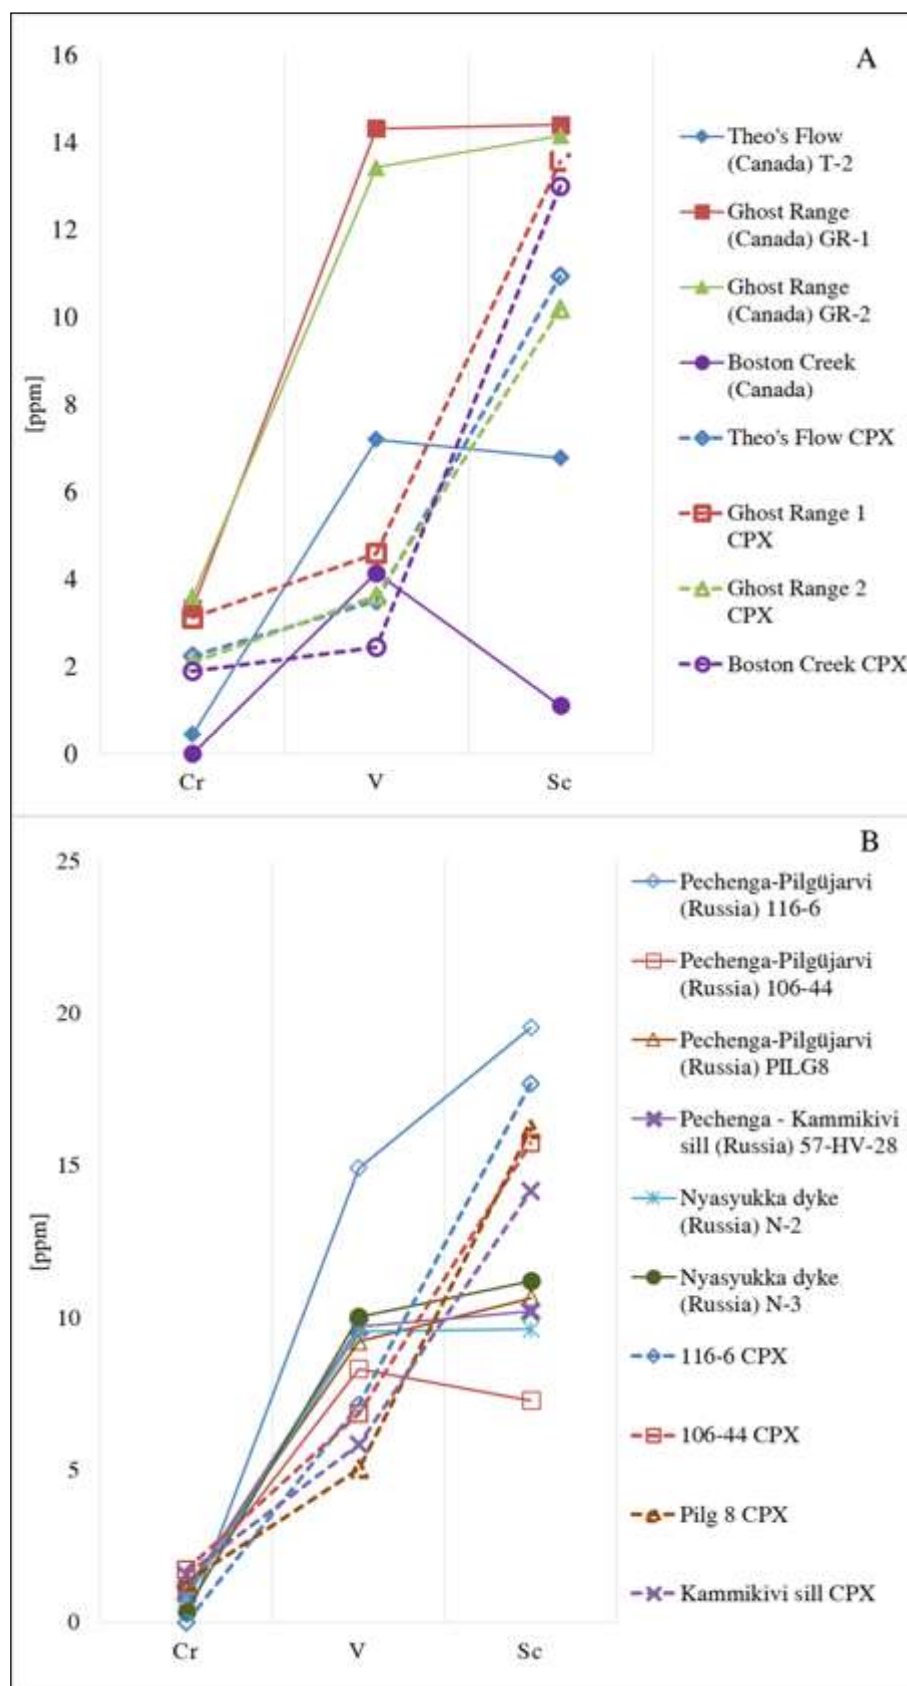 A
16
14
12
10
8
6
4
2
0
[ppm]
Cr
V
Sc
Theo's Flow
(Canada) T-2
Ghost Range
(Canada) GR-1
Ghost Range
(Canada) GR-2
Boston Creek
(Canada)
Theo's Flow CPX
Ghost Range 1
CPX
Ghost Range 2
CPX
Boston Creek CPX
B
25
20
15
10
5
0
[ppm]
Cr
V
Sc
Pechenga-Pilgüjarvi
(Russia) 116-6
Pechenga-Pilgüjarvi
(Russia) 106-44
Pechenga-Pilgüjarvi
(Russia) PILG8
Pechenga - Kammikivi
sill (Russia) 57-HV-28
Nyasyukka dyke
(Russia) N-2
Nyasyukka dyke
(Russia) N-3
116-6 CPX
106-44 CPX
Pilg 8 CPX
Kammikivi sill CPX